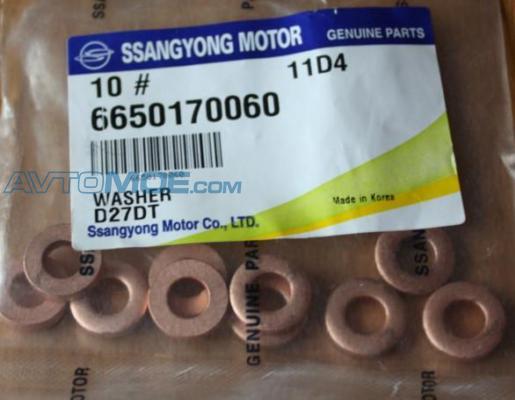 SSANGYONG MOTOR GENUINE PARTS
10 # 11D4
6650170060
AVTOMOE.COM
WASHER
D27DT
Made in Korea
Ssangyong Motor Co., LTD.
GENUINE PARTS
SSANGYONG